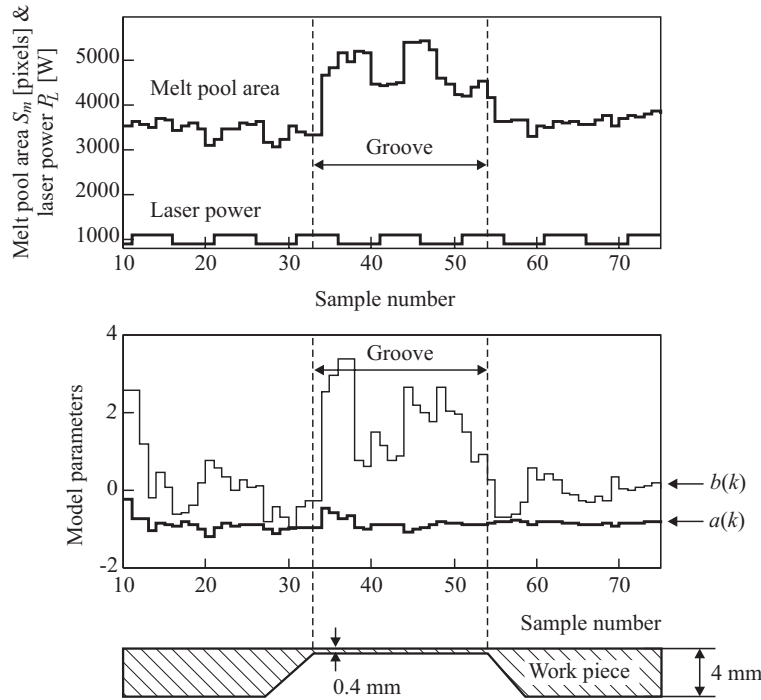 Melt pool area Sₘ [pixels] &
laser power P_L [W]
5000
4000
3000
2000
1000
Melt pool area
Groove
Laser power
10 20 30 40 50 60 70
Sample number
Model parameters
4
2
0
-2
Groove
b(k)
a(k)
10 20 30 40 50 60 70
Sample number
Work piece
0.4 mm
4 mm